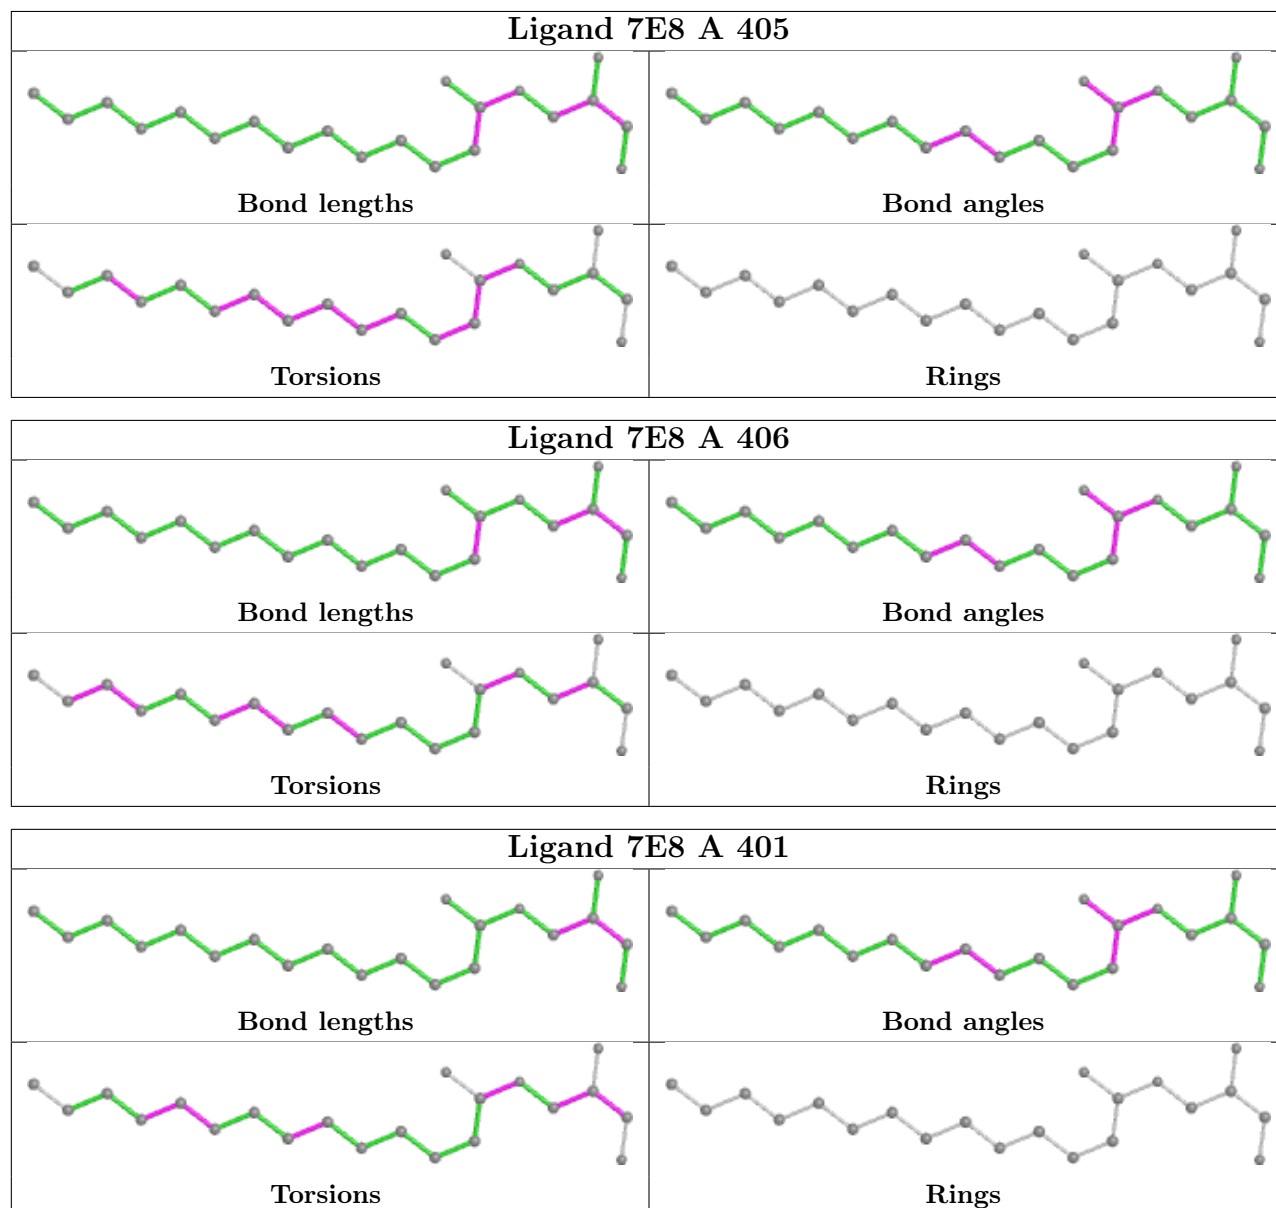 Ligand 7E8 A 405
Bond lengths
Bond angles
Torsions
Rings
Ligand 7E8 A 406
Bond lengths
Bond angles
Torsions
Rings
Ligand 7E8 A 401
Bond lengths
Bond angles
Torsions
Rings